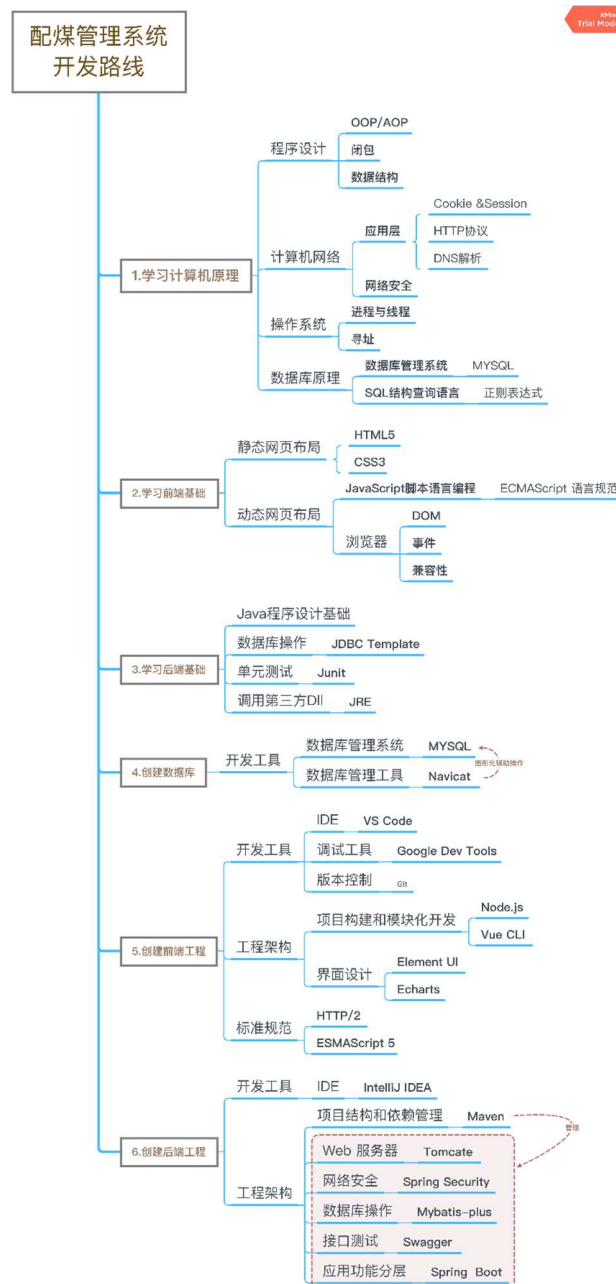 配煤管理系统
开发路线
XMin
Trial Mode
1.学习计算机原理
程序设计
OOP/AOP
闭包
数据结构
计算机网络
应用层
Cookie &Session
HTTP协议
DNS解析
网络安全
操作系统
进程与线程
寻址
数据库原理
数据库管理系统
MYSQL
SQL结构查询语言
正则表达式
2.学习前端基础
静态网页布局
HTML5
CSS3
动态网页布局
JavaScript脚本语言编程
ECMAScript 语言规范
浏览器
DOM
事件
兼容性
3.学习后端基础
Java程序设计基础
数据库操作
JDBC Template
单元测试
Junit
调用第三方Dll
JRE
4.创建数据库
开发工具
数据库管理系统
MYSQL
数据库管理工具
Navicat
图形化辅助操作
5.创建前端工程
开发工具
IDE
VS Code
调试工具
Google Dev Tools
版本控制
Git
工程架构
项目构建和模块化开发
Node.js
Vue CLI
界面设计
Element UI
Echarts
标准规范
HTTP/2
ESMAScript 5
6.创建后端工程
开发工具
IDE
IntelliJ IDEA
工程架构
项目结构和依赖管理
Maven
管理
Web 服务器
Tomcate
网络安全
Spring Security
数据库操作
Mybatis-plus
接口测试
Swagger
应用功能分层
Spring Boot